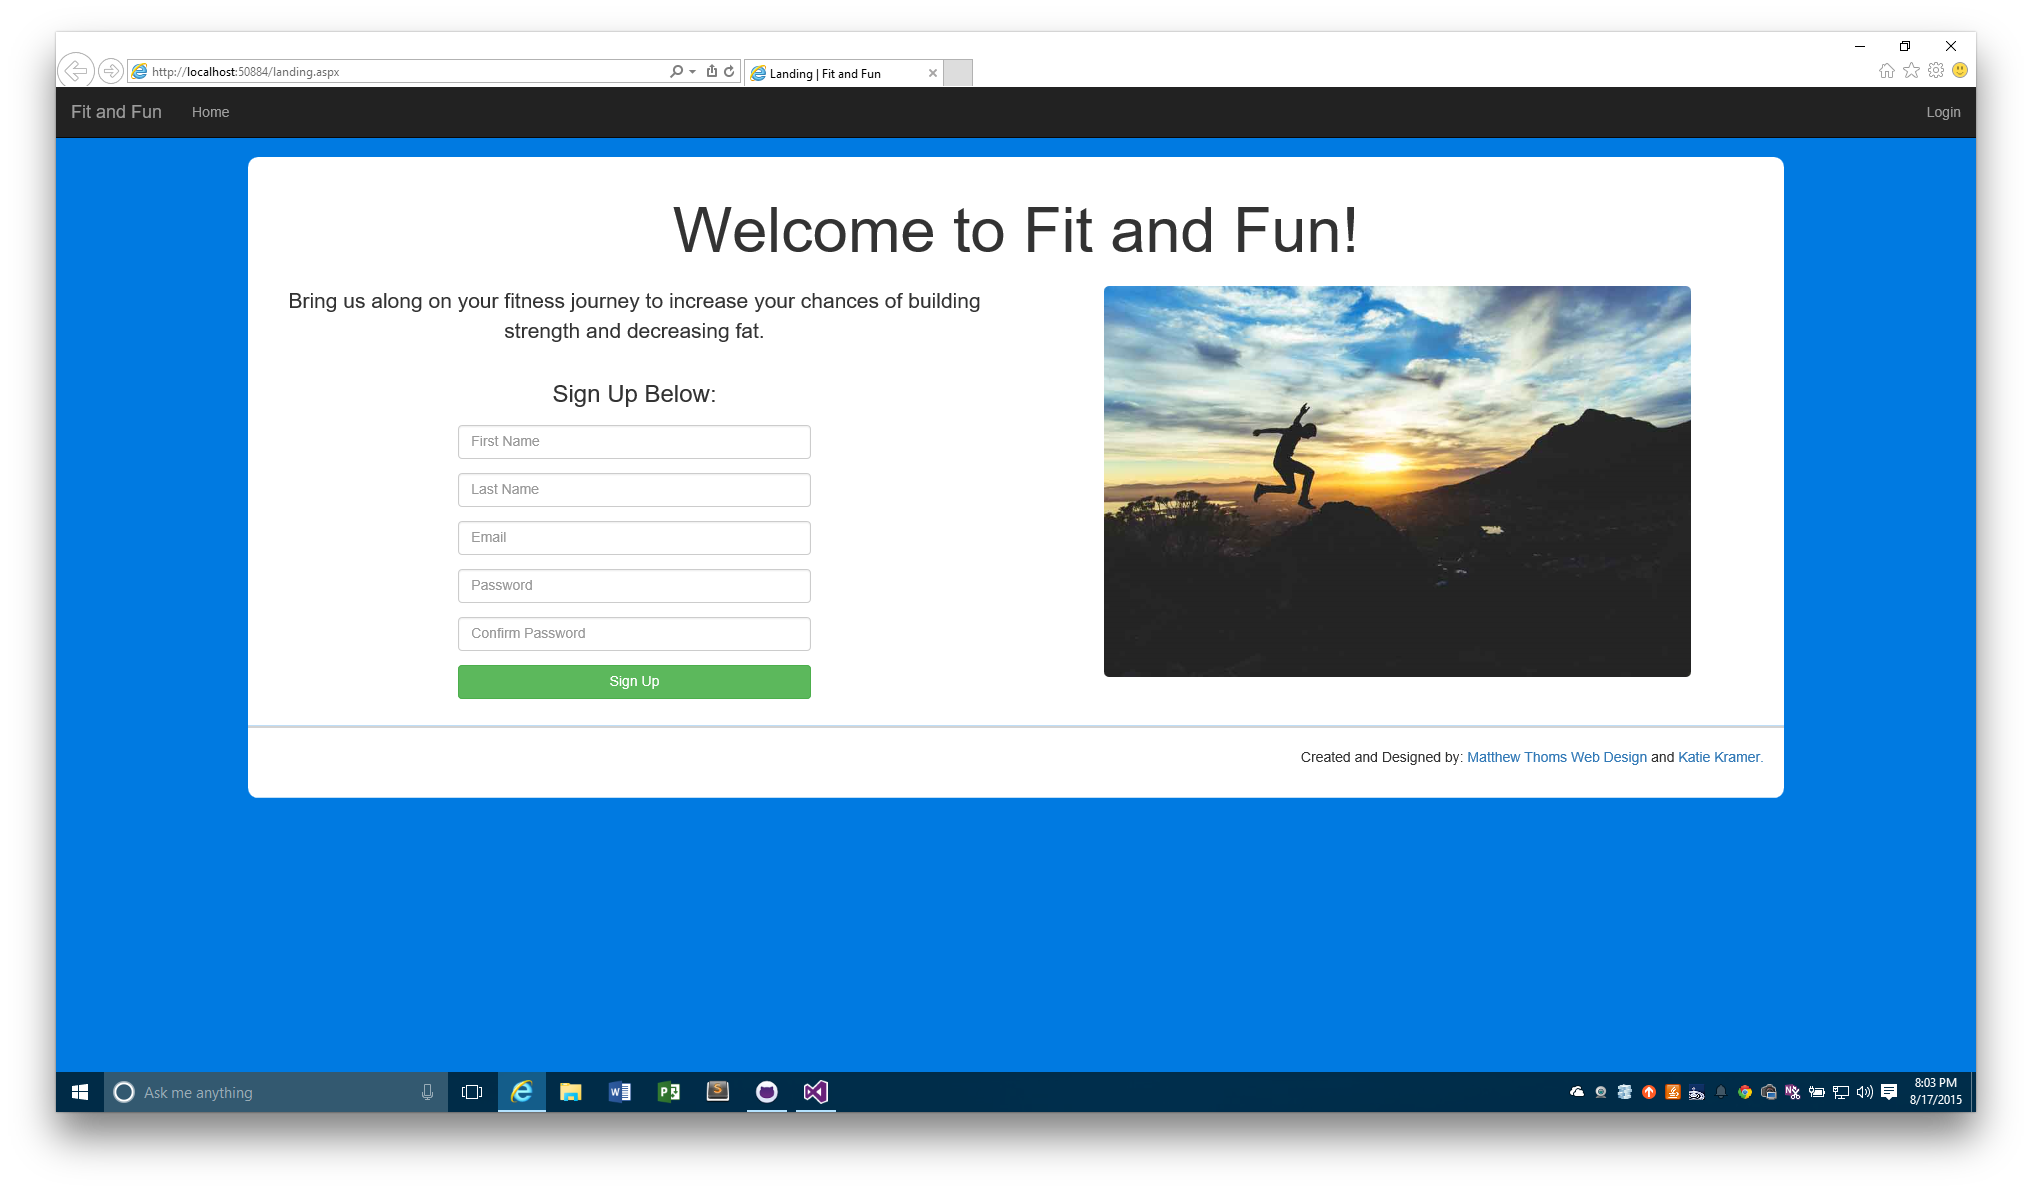 http://localhost:50884/landing.aspx
Landing | Fit and Fun
Fit and Fun
Home
Login
Welcome to Fit and Fun!
Bring us along on your fitness journey to increase your chances of building
strength and decreasing fat.
Sign Up Below:
First Name
Last Name
Email
Password
Confirm Password
Sign Up
Created and Designed by: Matthew Thoms Web Design and Katie Kramer.
Ask me anything
8:03 PM
8/17/2015